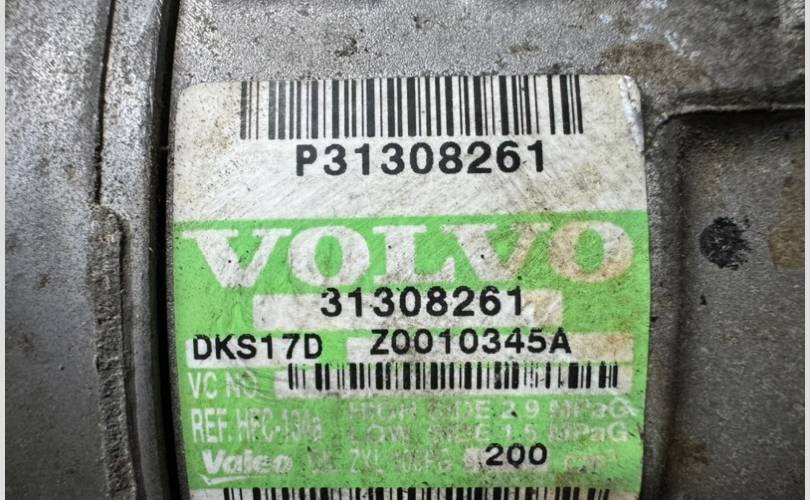 P31308261
VOLVO
31308261
DKS17D Z0010345A
VC NO
REF. HFC-134a HIGH SIDE 2.9 MPaG
LOW SIDE 1.5 MPaG
Valeo ZXL 200